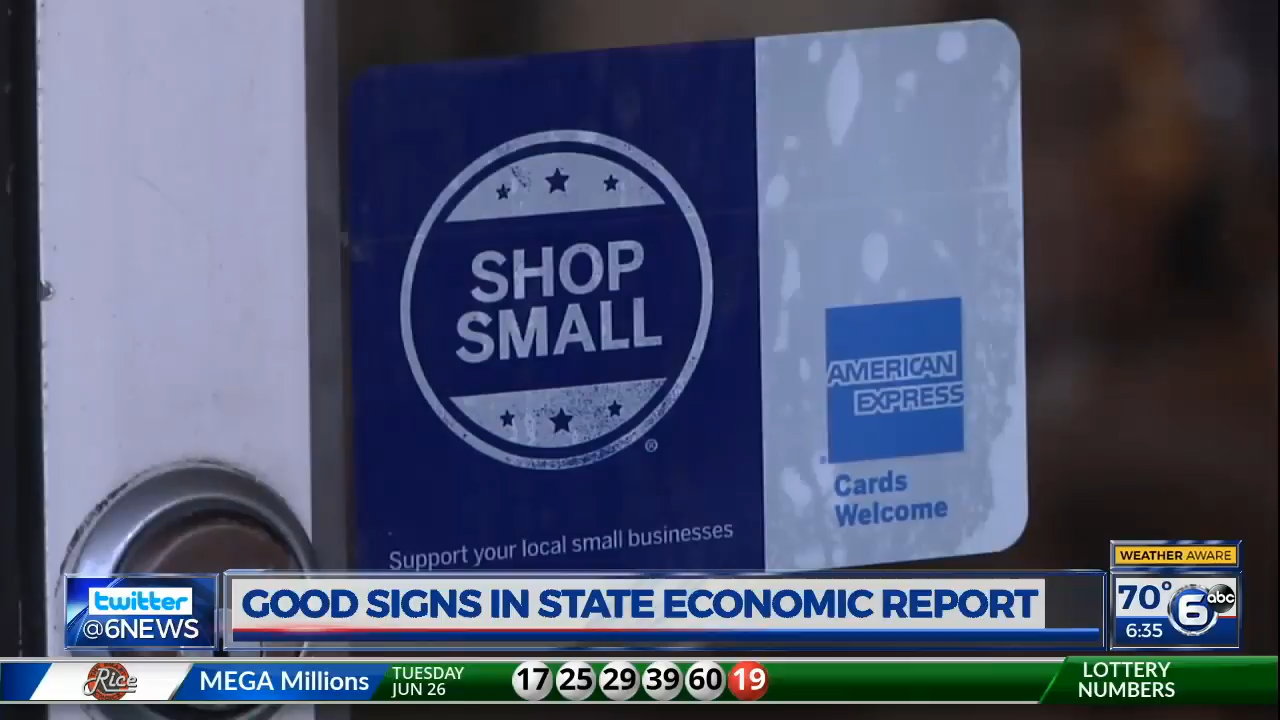 SHOP
SMALL
®
Support your local small businesses
AMERICAN
EXPRESS
®
Cards
Welcome
WEATHER AWARE
twitter
@6NEWS
GOOD SIGNS IN STATE ECONOMIC REPORT
70°
6:35
6
abc
Rice
MEGA Millions
TUESDAY
JUN 26
17 25 29 39 60 19
LOTTERY
NUMBERS